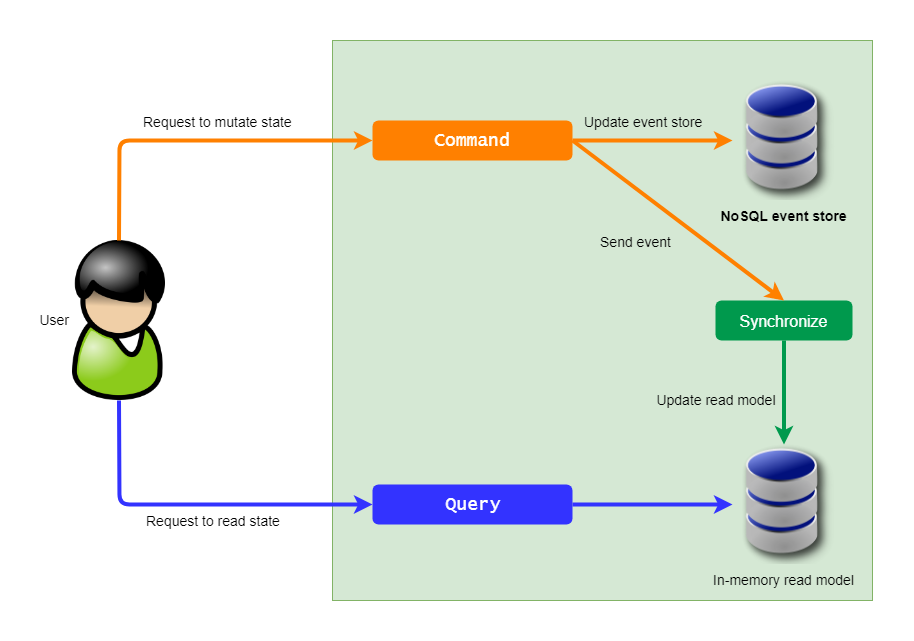 Request to mutate state
Command
Update event store
NoSQL event store
Send event
User
Synchronize
Update read model
Query
Request to read state
In-memory read model